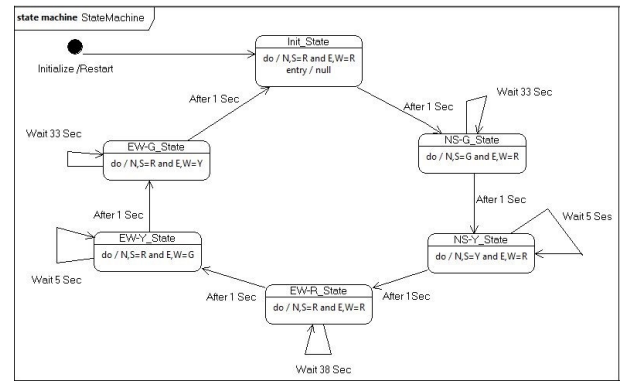 state machine StateMachine
Initialize /Restart
Init_State
do / N,S=R and E,W=R
entry / null
After 1 Sec
After 1 Sec
Wait 33 Sec
NS-G_State
do / N,S=G and E,W=R
Wait 33 Sec
EW-G_State
do / N,S=R and E,W=Y
After 1 Sec
After 1 Sec
Wait 5 Ses
NS-Y_State
do / N,S=Y and E,W=R
EW-Y_State
do / N,S=R and E,W=G
Wait 5 Sec
After 1 Sec
After 1Sec
EW-R_State
do / N,S=R and E,W=R
Wait 38 Sec